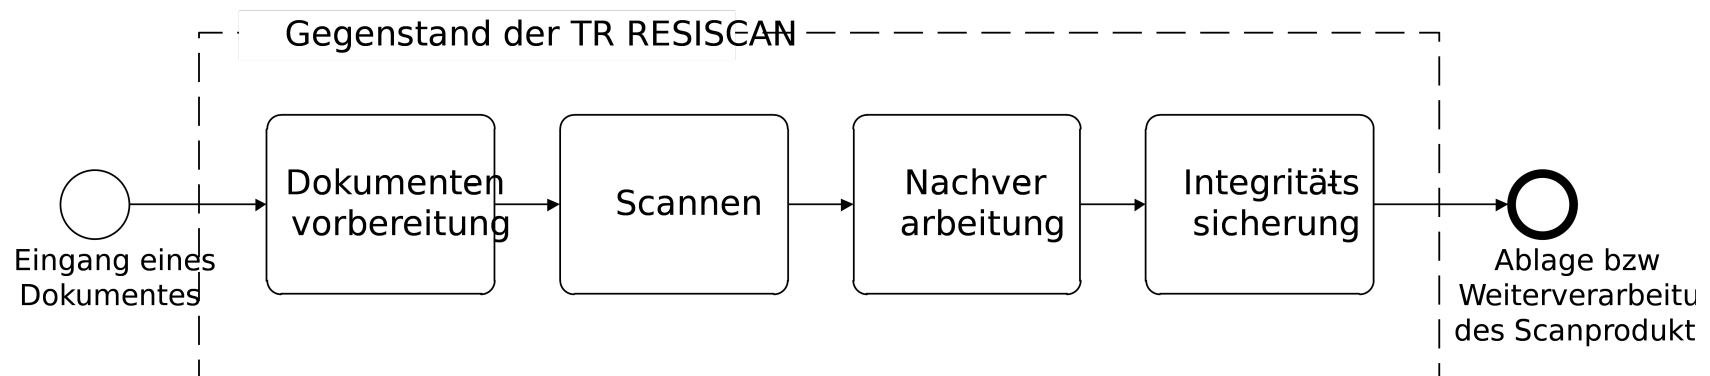 Gegenstand der TR RESISCAN
Dokumenten
vorbereitung
Scannen
Nachver
arbeitung
Integritäts-
sicherung
Eingang eines
Dokumentes
Ablage bzw
Weiterverarbeitu
des Scanprodukt